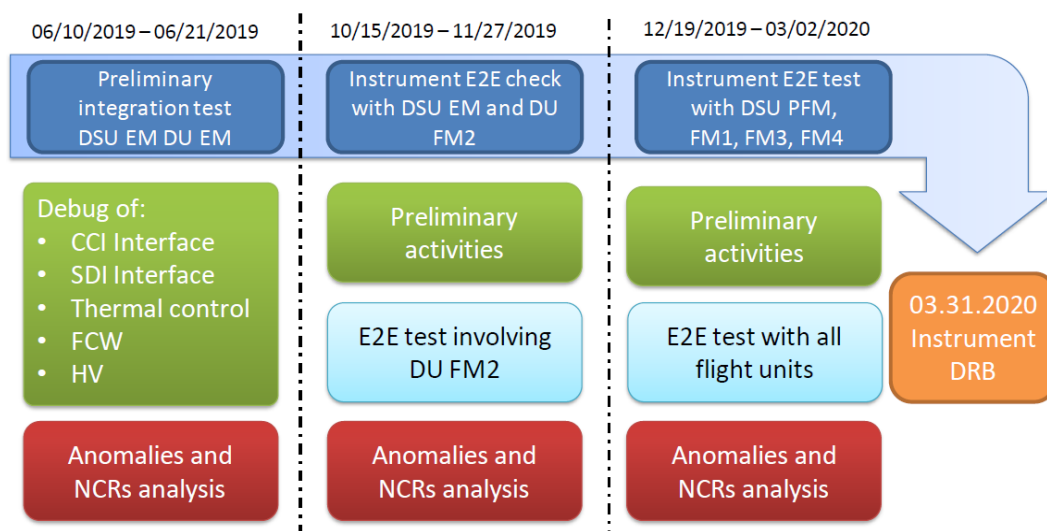 06/10/2019 – 06/21/2019
Preliminary
integration test
DSU EM DU EM
Debug of:
• CCI Interface
• SDI Interface
• Thermal control
• FCW
• HV
Anomalies and
NCRs analysis
10/15/2019 – 11/27/2019
Instrument E2E check
with DSU EM and DU
FM2
Preliminary
activities
E2E test involving
DU FM2
Anomalies and
NCRs analysis
12/19/2019 – 03/02/2020
Instrument E2E test
with DSU PFM,
FM1, FM3, FM4
Preliminary
activities
E2E test with all
flight units
Anomalies and
NCRs analysis
03.31.2020
Instrument
DRB